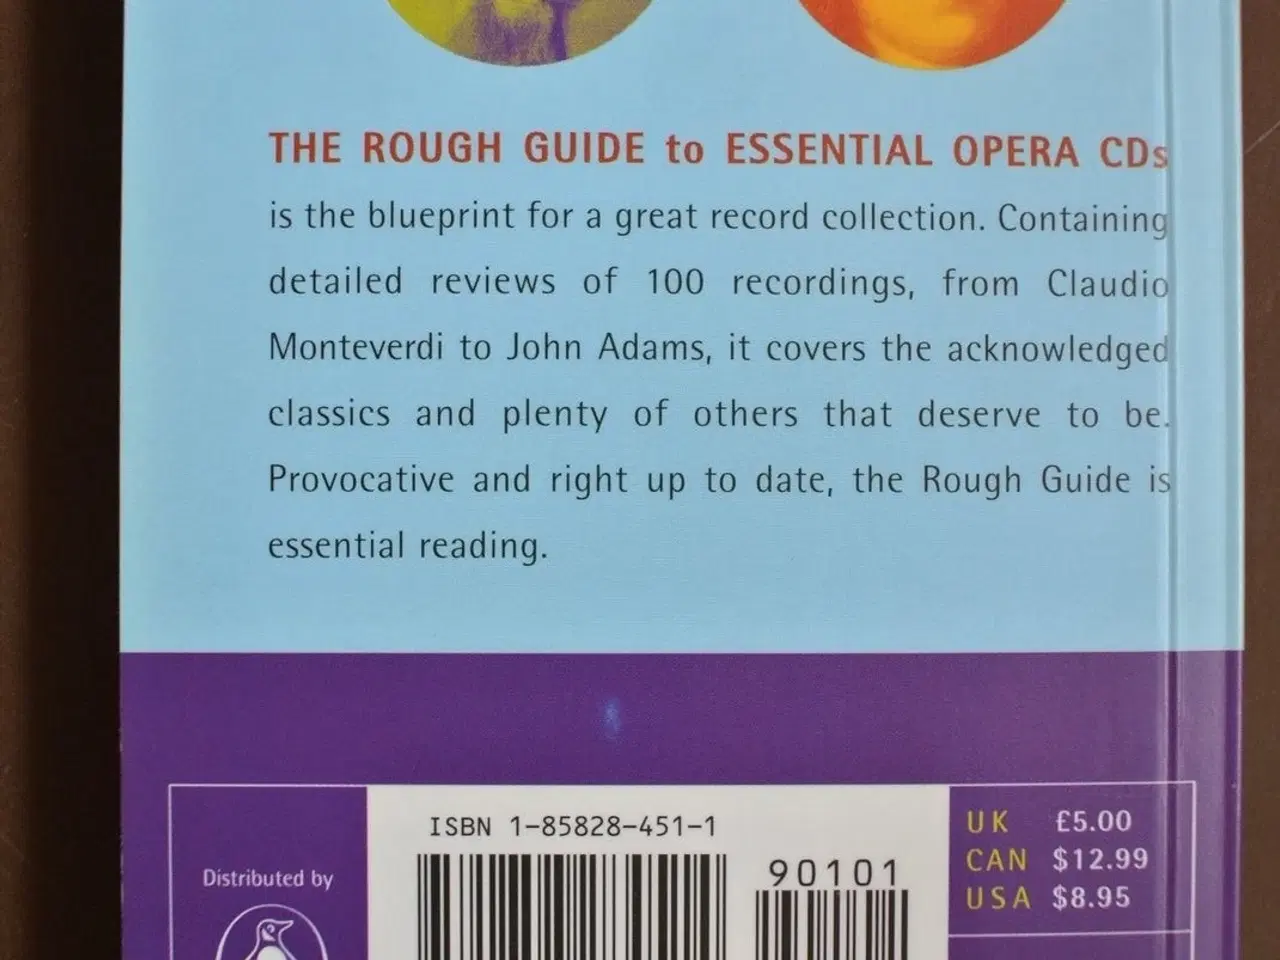 THE ROUGH GUIDE to ESSENTIAL OPERA CDs
is the blueprint for a great record collection. Containing
detailed reviews of 100 recordings, from Claudio
Monteverdi to John Adams, it covers the acknowledged
classics and plenty of others that deserve to be.
Provocative and right up to date, the Rough Guide is
essential reading.
Distributed by
ISBN 1-85828-451-1
90101
UK £5.00
CAN $12.99
USA $8.95